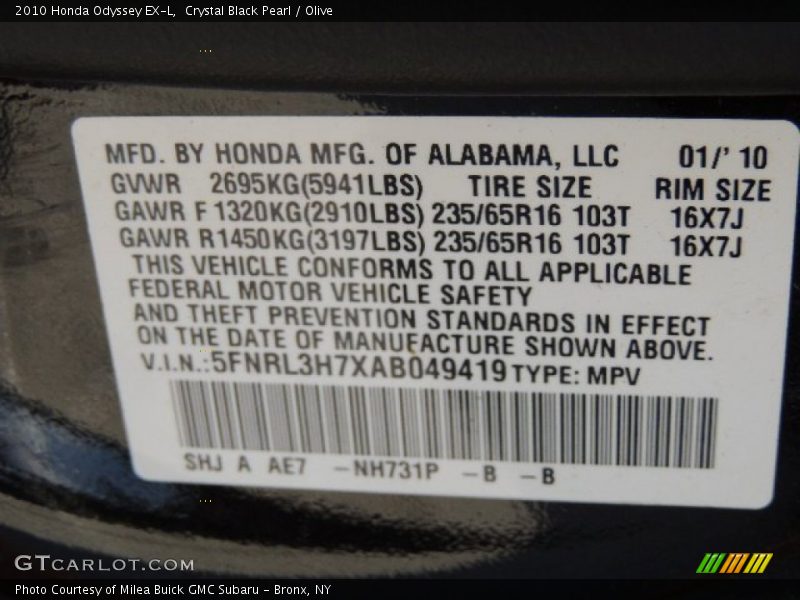 2010 Honda Odyssey EX-L,  Crystal Black Pearl / Olive
MFD. BY HONDA MFG. OF ALABAMA, LLC 01/' 10
GVWR 2695KG(5941LBS) TIRE SIZE RIM SIZE
GAWR F 1320KG(2910LBS) 235/65R16 103T 16X7J
GAWR R1450KG(3197LBS) 235/65R16 103T 16X7J
THIS VEHICLE CONFORMS TO ALL APPLICABLE
FEDERAL MOTOR VEHICLE SAFETY
AND THEFT PREVENTION STANDARDS IN EFFECT
ON THE DATE OF MANUFACTURE SHOWN ABOVE.
V.I.N.:5FNRL3H7XAB049419 TYPE: MPV
SHJ A AE7 -NH731P -B -B
GTCARLOT.COM
Photo Courtesy of Milea Buick GMC Subaru - Bronx, NY